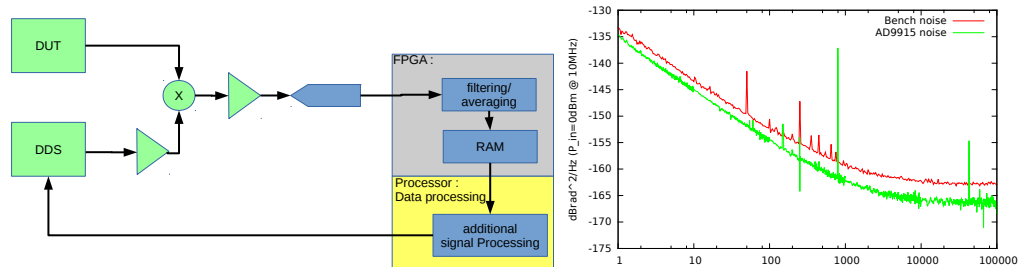 DUT
X
DDS
FPGA :
filtering/
averaging
RAM
Processor :
Data processing
additional
signal Processing
dBrad^2/Hz (P_in=0dBm @ 10MHz)
-130
-135
-140
-145
-150
-155
-160
-165
-170
-175
1
10
100
1000
10000
100000
Bench noise
AD9915 noise